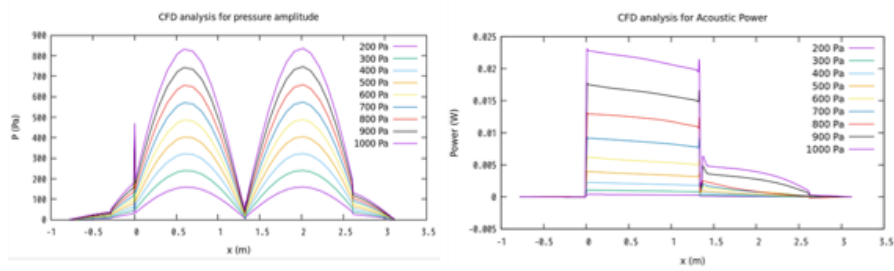 CFD analysis for pressure amplitude
900
800
700
600
500
400
300
200
100
0
P (Pa)
200 Pa
300 Pa
400 Pa
500 Pa
600 Pa
700 Pa
800 Pa
900 Pa
1000 Pa
-1 -0.5 0 0.5 1 1.5 2 2.5 3 3.5
x (m)
CFD analysis for Acoustic Power
0.025
0.02
0.015
0.01
0.005
0
-0.005
Power (W)
200 Pa
300 Pa
400 Pa
500 Pa
600 Pa
700 Pa
800 Pa
900 Pa
1000 Pa
-1 -0.5 0 0.5 1 1.5 2 2.5 3 3.5
x (m)